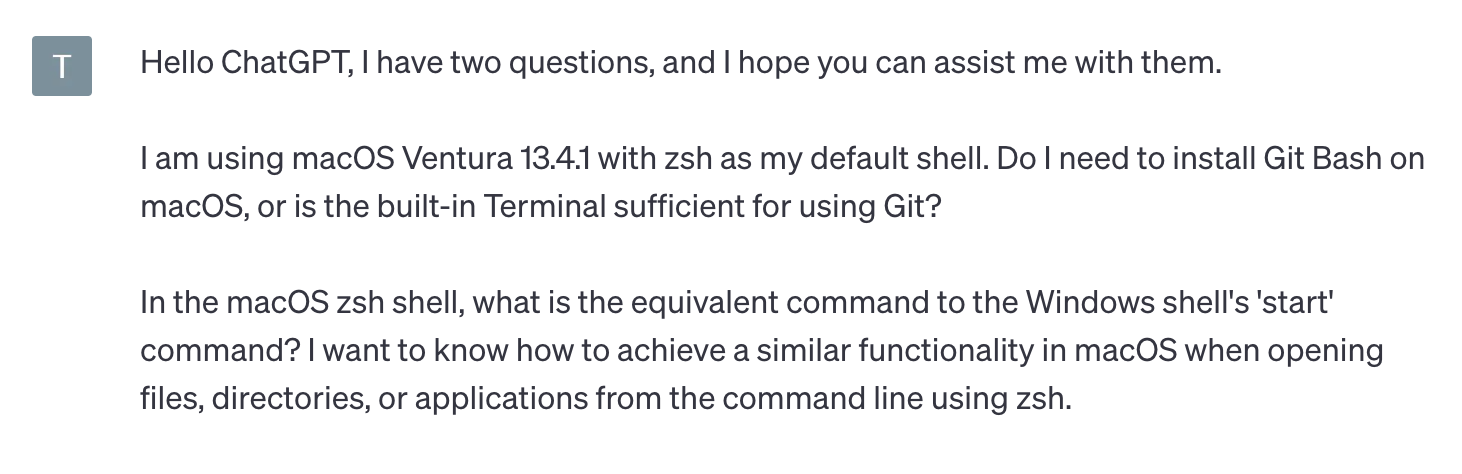 T
Hello ChatGPT, I have two questions, and I hope you can assist me with them.
I am using macOS Ventura 13.4.1 with zsh as my default shell. Do I need to install Git Bash on
macOS, or is the built-in Terminal sufficient for using Git?
In the macOS zsh shell, what is the equivalent command to the Windows shell's 'start'
command? I want to know how to achieve a similar functionality in macOS when opening
files, directories, or applications from the command line using zsh.